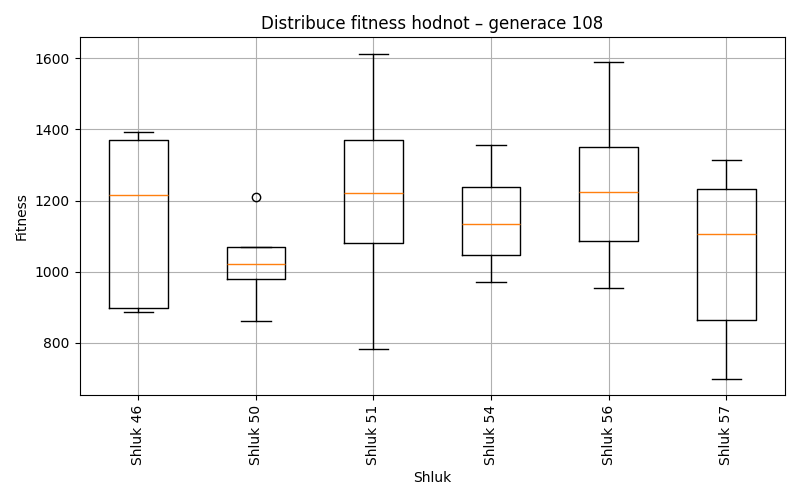 Distribuce fitness hodnot – generace 108
Fitness
1600
1400
1200
1000
800
Shluk 46
Shluk 50
Shluk 51
Shluk 54
Shluk 56
Shluk 57
Shluk